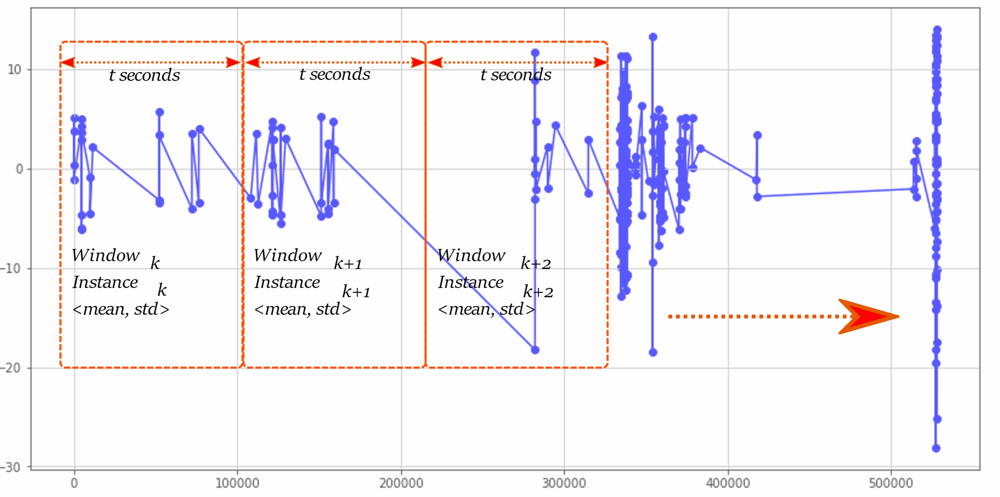 t seconds
t seconds
t seconds
10
0
-10
-20
-30
Window k
Instance k
<mean, std>
Window k+1
Instance k+1
<mean, std>
Window k+2
Instance k+2
<mean, std>
0
100000
200000
300000
400000
500000